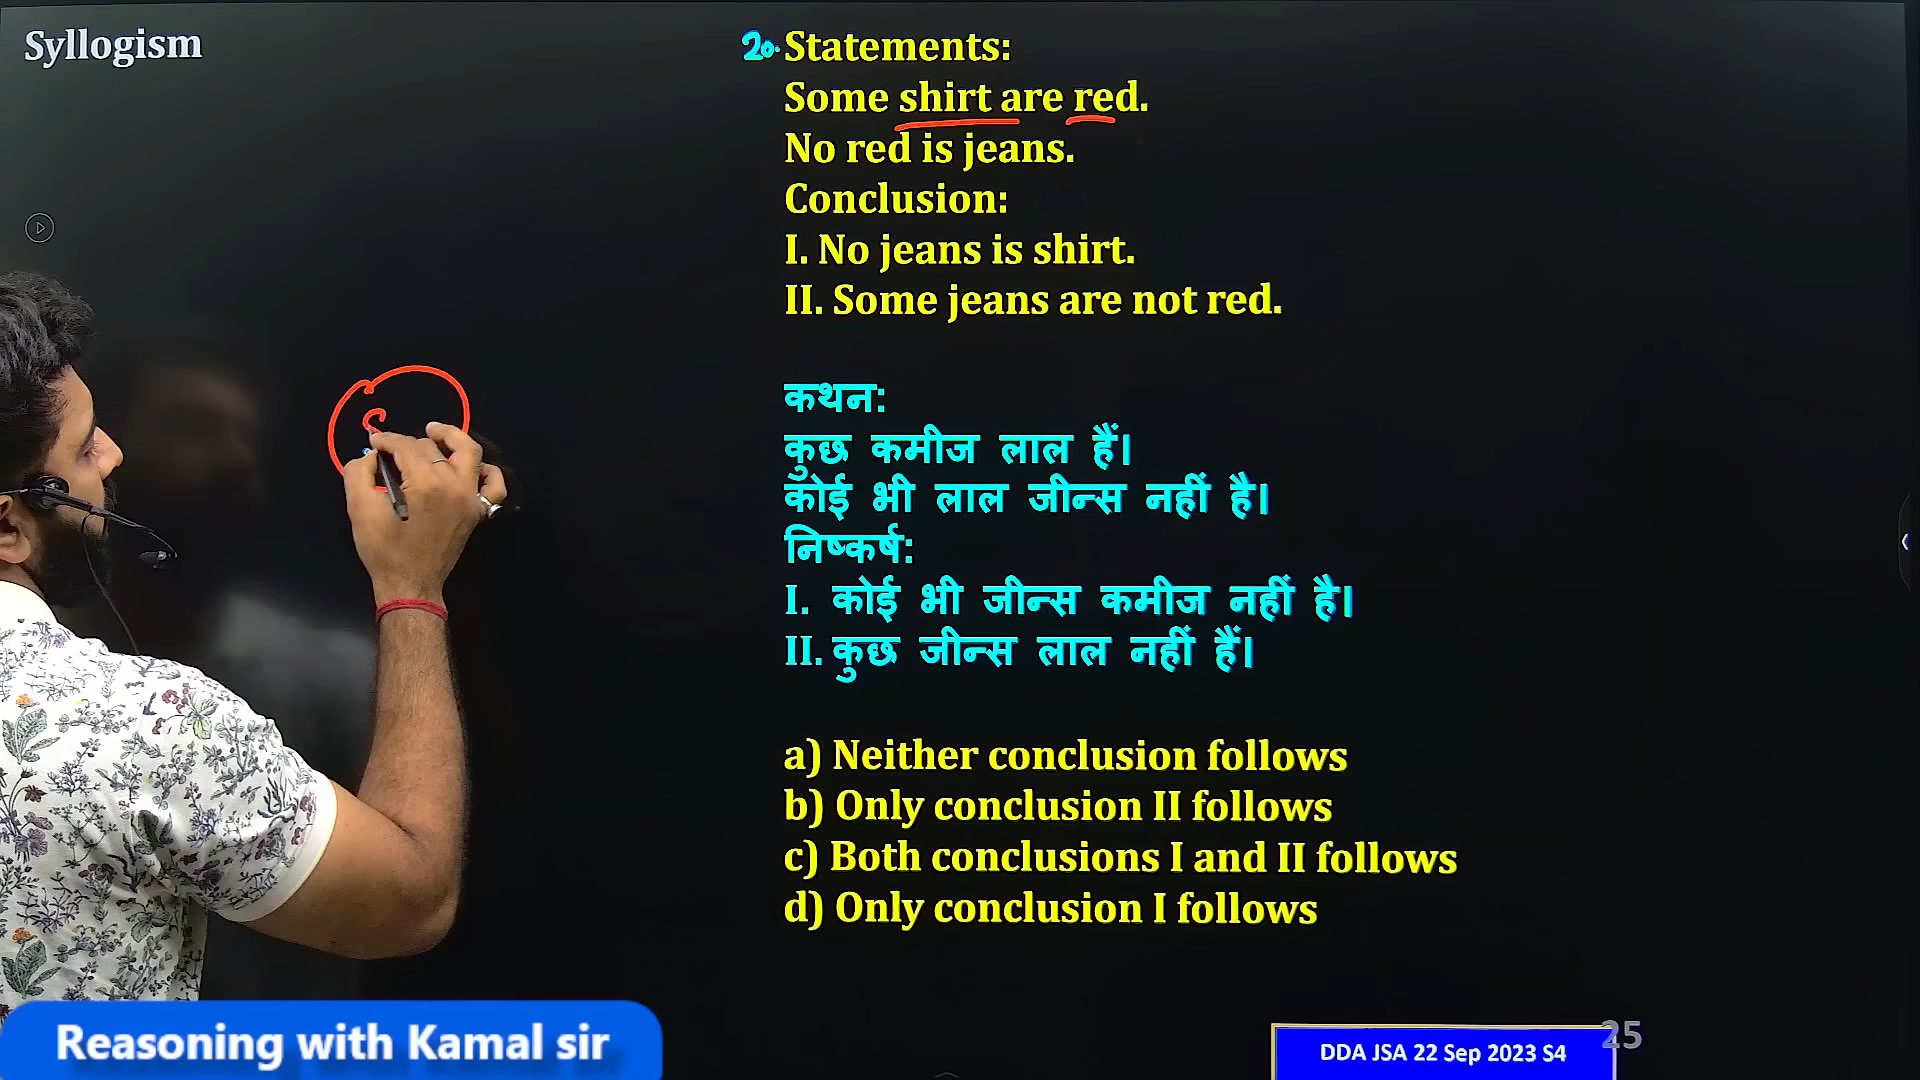 Syllogism
20. Statements:
Some shirt are red.
No red is jeans.
Conclusion:
I. No jeans is shirt.
II. Some jeans are not red.
कथन:
कुछ कमीज लाल हैं।
कोई भी लाल जीन्स नहीं है।
निष्कर्ष:
I. कोई भी जीन्स कमीज नहीं है।
II. कुछ जीन्स लाल नहीं हैं।
a) Neither conclusion follows
b) Only conclusion II follows
c) Both conclusions I and II follows
d) Only conclusion I follows
S
Reasoning with Kamal sir
DDA JSA 22 Sep 2023 S4
25